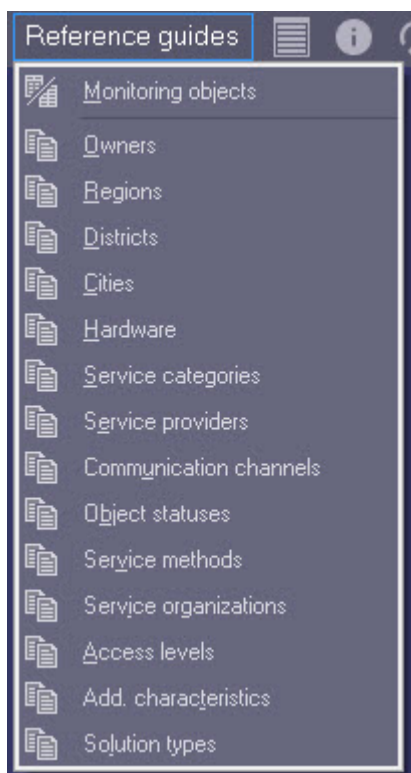 Reference guides
Monitoring objects
Owners
Regions
Districts
Cities
Hardware
Service categories
Service providers
Communication channels
Object statuses
Service methods
Service organizations
Access levels
Add. characteristics
Solution types